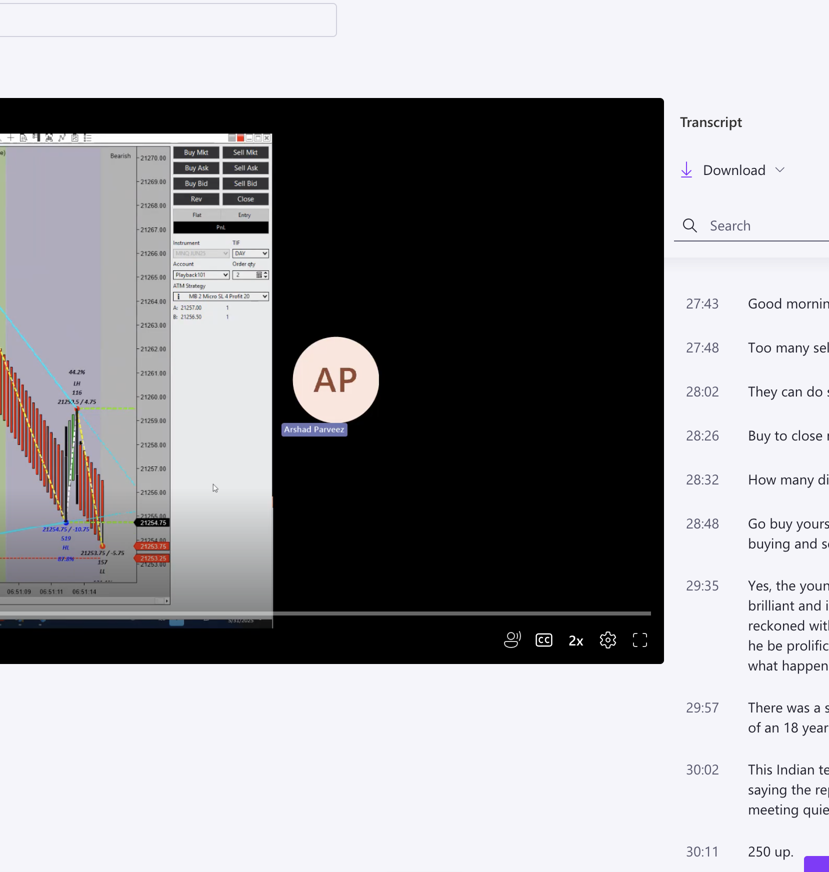 Transcript
Download
Search
e)
Bearish
Buy Mkt Sell Mkt
Buy Ask Sell Ask
Buy Bid Sell Bid
Rev Close
Flat Entry
PnL
Instrument TIF
DAY
Account Order qty
Playback101 2
ATM Strategy
MB 2 Micro SL 4 Profit 20
A: 21257.00 1
B: 21256.50 1
21270.00
21269.00
21268.00
21267.00
21266.00
21265.00
21264.00
21263.00
21262.00
21261.00
21260.00
21259.00
21258.00
21257.00
21256.00
21255.00
21254.75
21253.75
21253.25
21253.00
44.2%
LH
116
21254.75 / -10.75
519
HL
87.8%
21253.75 / -5.75
157
LL
06:51:09 06:51:11 06:51:14
AP
Arshad Parveez
CC
2x
27:43 Good mornin
27:48 Too many sel
28:02 They can do s
28:26 Buy to close r
28:32 How many di
28:48 Go buy yours
buying and s
29:35 Yes, the youn
brilliant and i
reckoned with
he be prolific
what happen
29:57 There was a s
of an 18 year
30:02 This Indian te
saying the rep
meeting quie
30:11 250 up.